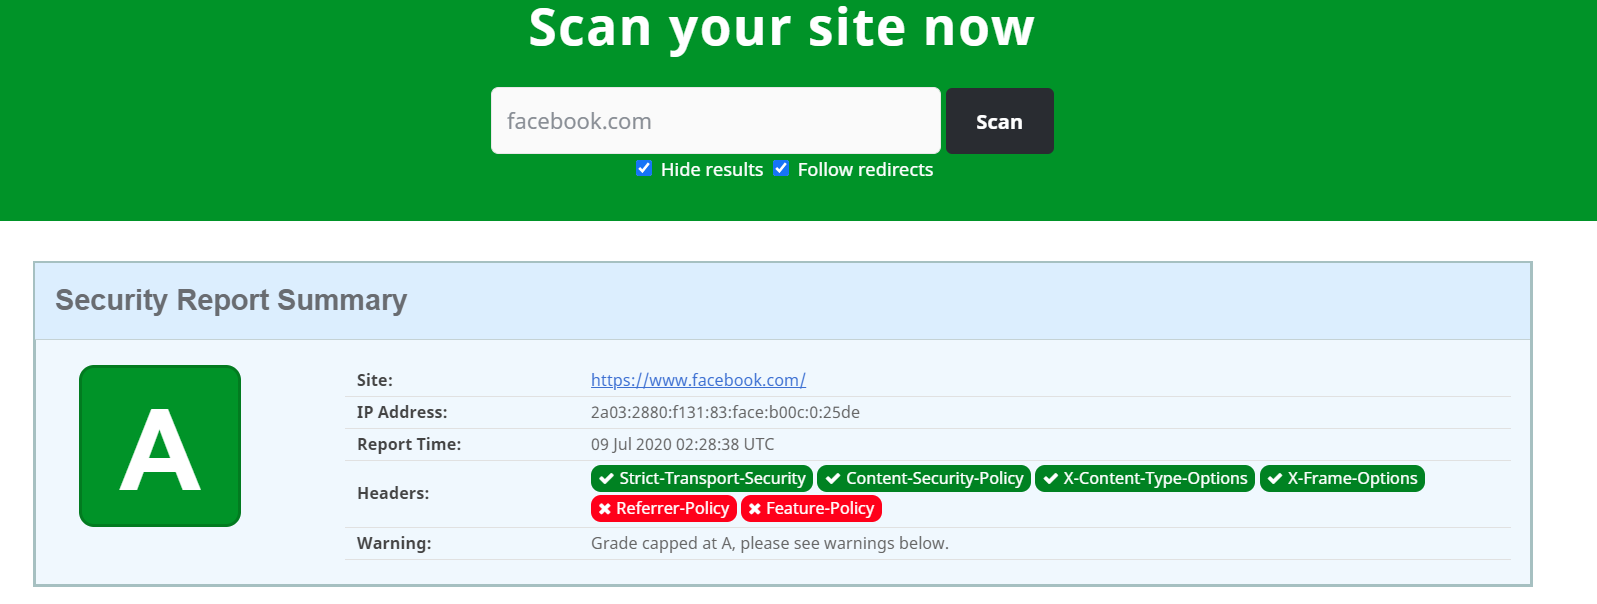 Scan your site now
facebook.com
Scan
Hide results Follow redirects
Security Report Summary
A
Site: https://www.facebook.com/
IP Address: 2a03:2880:f131:83:face:b00c:0:25de
Report Time: 09 Jul 2020 02:28:38 UTC
Headers: Strict-Transport-Security Content-Security-Policy X-Content-Type-Options X-Frame-Options
Referrer-Policy Feature-Policy
Warning: Grade capped at A, please see warnings below.